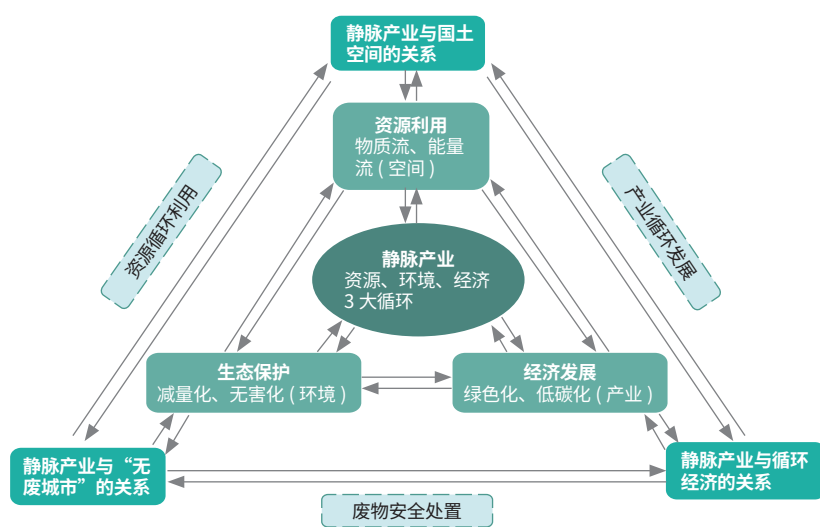 静脉产业与国土
空间的关系
资源利用
物质流、能量
流(空间)
资源循环利用
产业循环发展
静脉产业
资源、环境、经济
3 大循环
生态保护
减量化、无害化(环境)
经济发展
绿色化、低碳化(产业)
静脉产业与“无
废城市”的关系
静脉产业与循环
经济的关系
废物安全处置